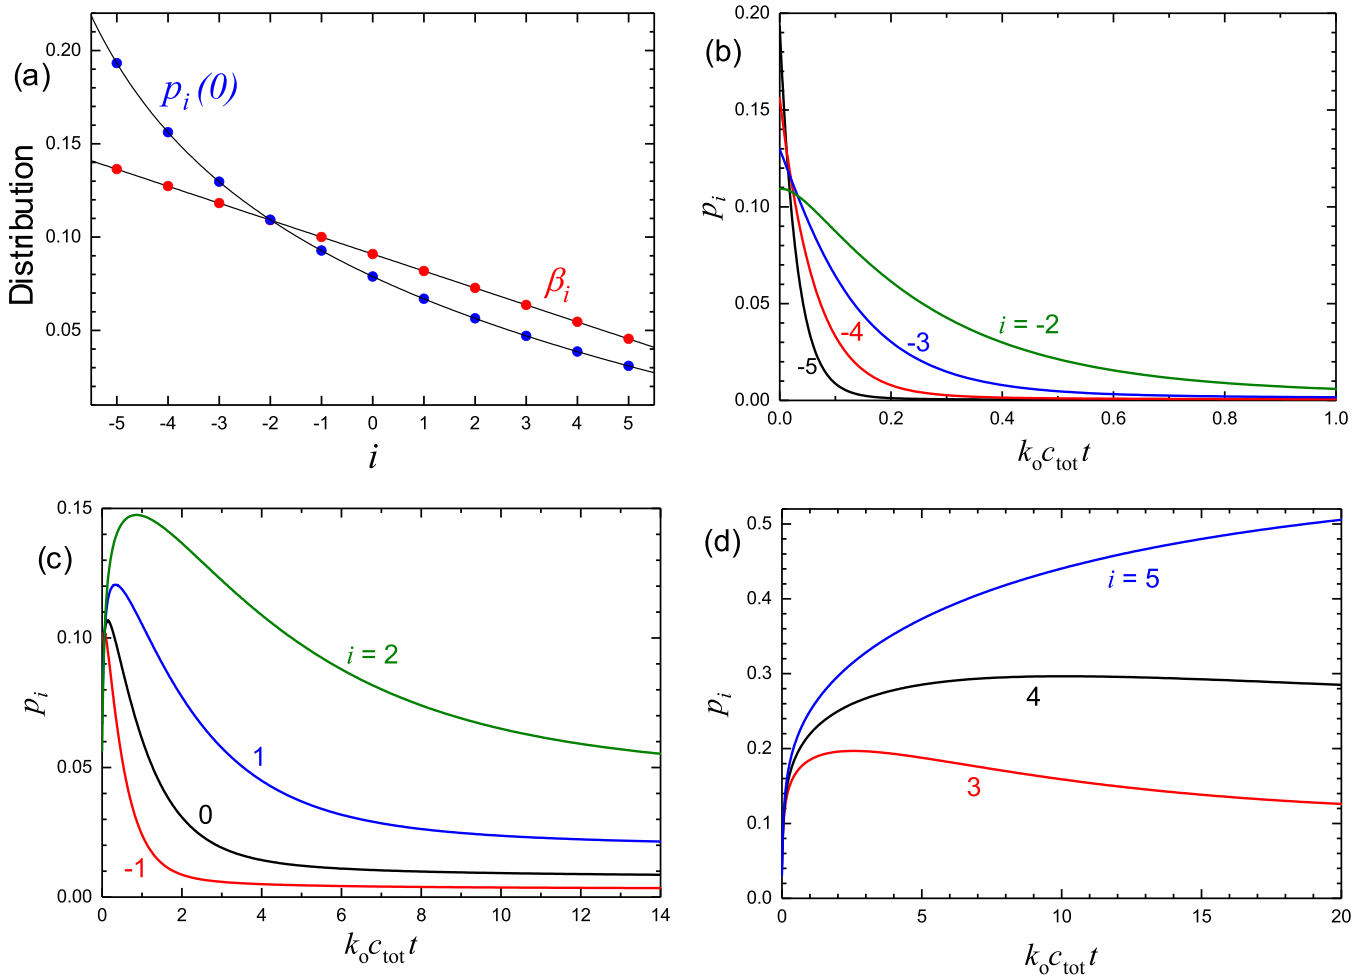 (a)
Distribution
0.20
0.15
0.10
0.05
p_i(0)
β_i
-5 -4 -3 -2 -1 0 1 2 3 4 5
i
(b)
p_i
0.20
0.15
0.10
0.05
0.00
i = -2
-3
-4
-5
0.0 0.2 0.4 0.6 0.8 1.0
k_o c_tot t
(c)
p_i
0.15
0.10
0.05
0.00
i = 2
1
0
-1
0 2 4 6 8 10 12 14
k_o c_tot t
(d)
p_i
0.5
0.4
0.3
0.2
0.1
0.0
i = 5
4
3
0 5 10 15 20
k_o c_tot t